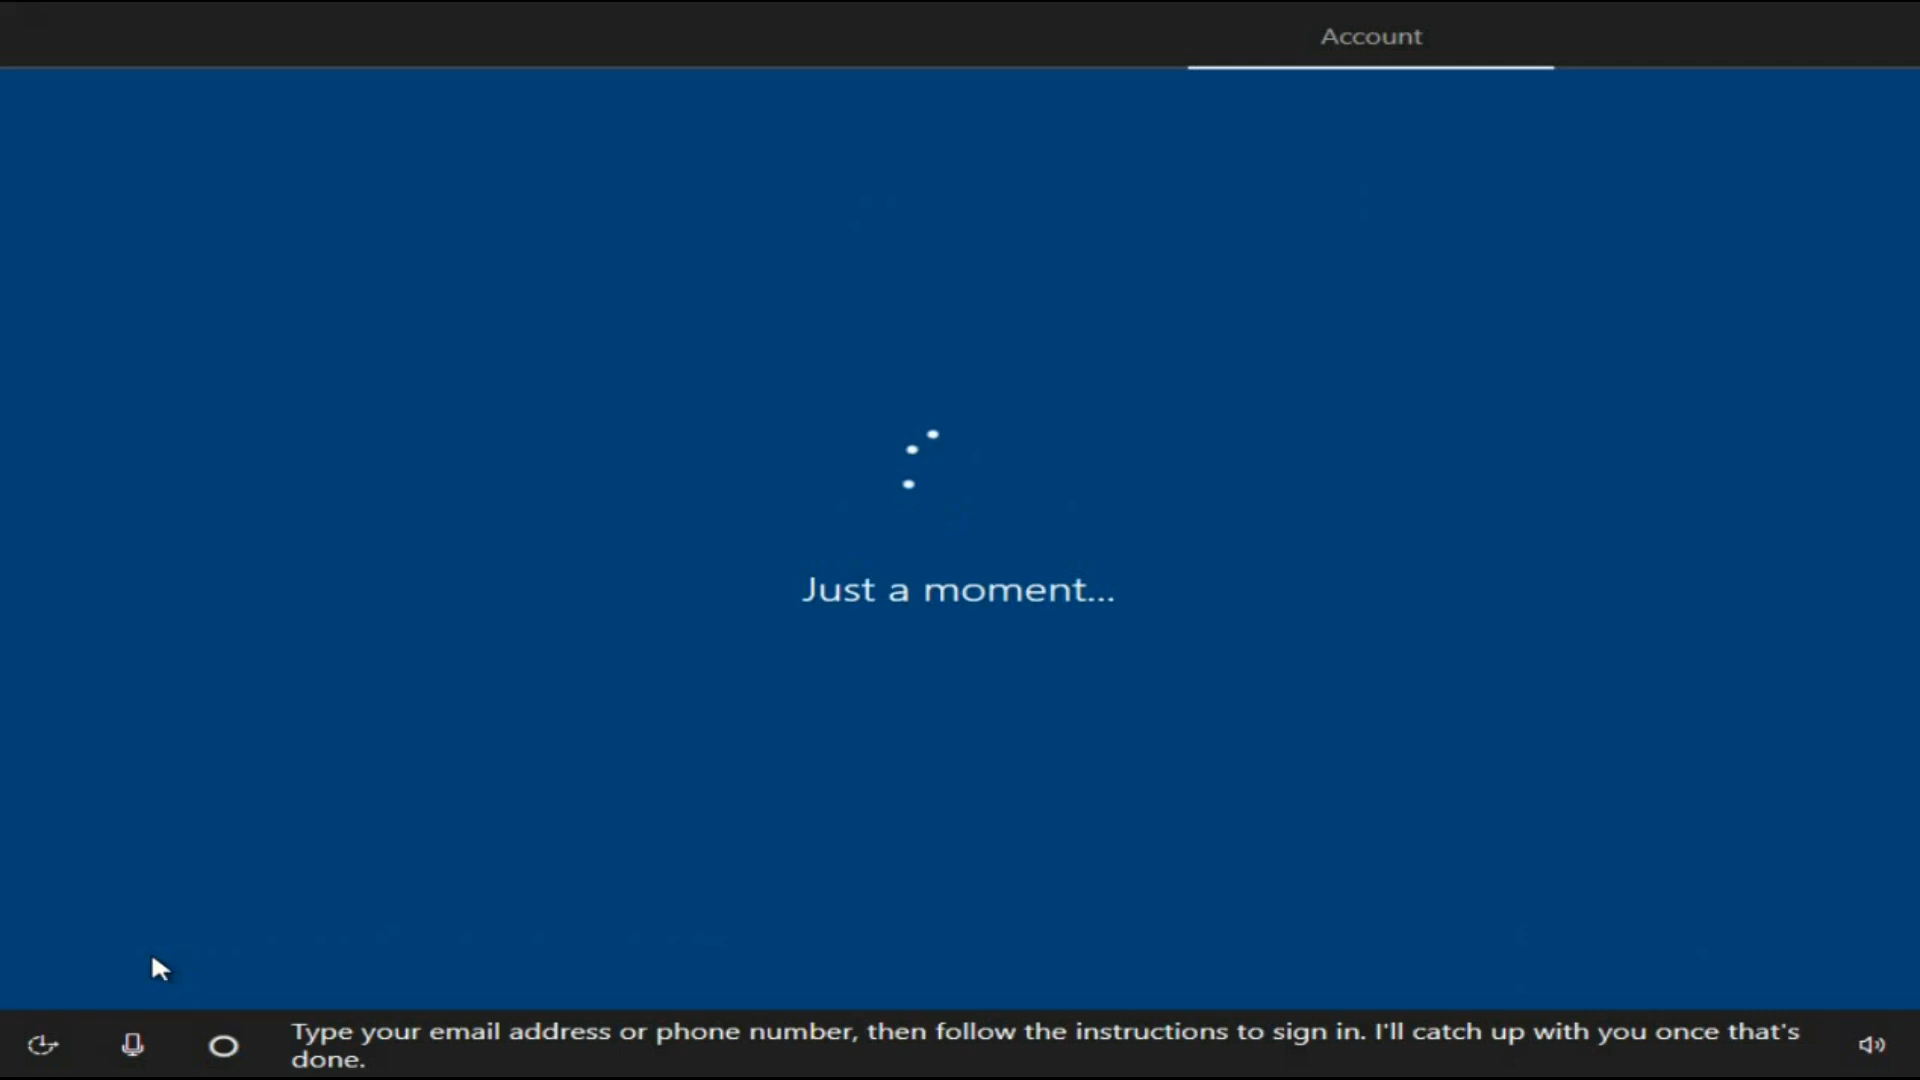 Account
Just a moment...
Type your email address or phone number, then follow the instructions to sign in. I'll catch up with you once that's
done.